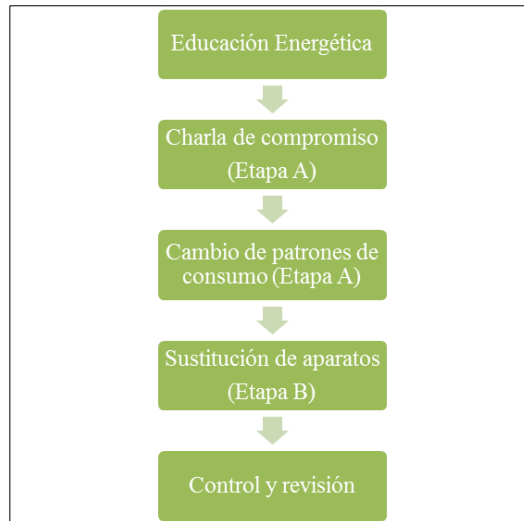 Educación Energética
Charla de compromiso
(Etapa A)
Cambio de patrones de
consumo (Etapa A)
Sustitución de aparatos
(Etapa B)
Control y revisión